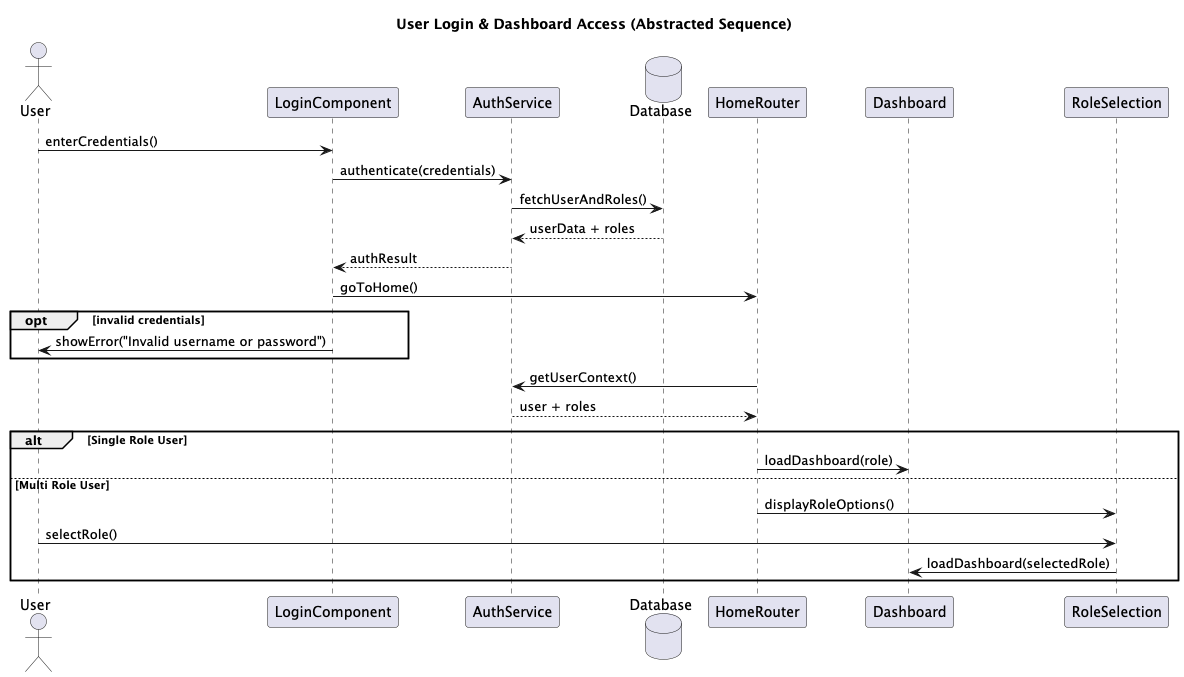 User Login & Dashboard Access (Abstracted Sequence)
User
LoginComponent
AuthService
Database
HomeRouter
Dashboard
RoleSelection
enterCredentials()
authenticate(credentials)
fetchUserAndRoles()
userData + roles
authResult
goToHome()
opt [invalid credentials]
showError("Invalid username or password")
getUserContext()
user + roles
alt [Single Role User]
loadDashboard(role)
[Multi Role User]
displayRoleOptions()
selectRole()
loadDashboard(selectedRole)
User
LoginComponent
AuthService
Database
HomeRouter
Dashboard
RoleSelection